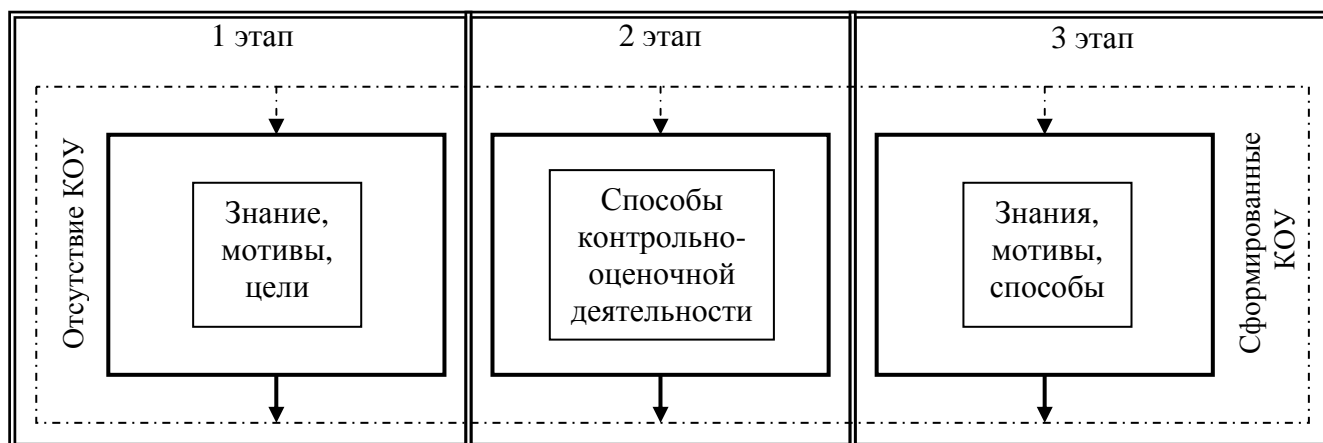 1 этап
2 этап
3 этап
Отсутствие КОУ
Знание,
мотивы,
цели
Способы
контрольно-
оценочной
деятельности
Знания,
мотивы,
способы
Сформированные
КОУ